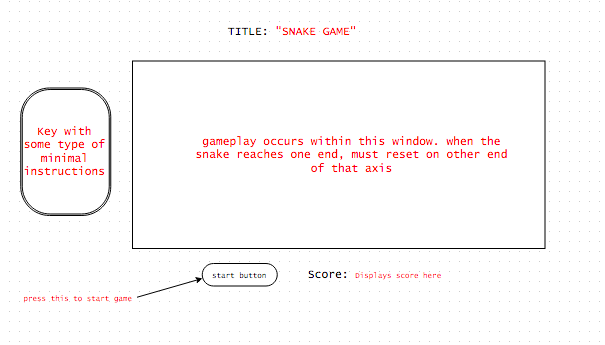 TITLE: "SNAKE GAME"
Key with
some type of
minimal
instructions
gameplay occurs within this window. when the
snake reaches one end, must reset on other end
of that axis
start button
Score: Displays score here
press this to start game